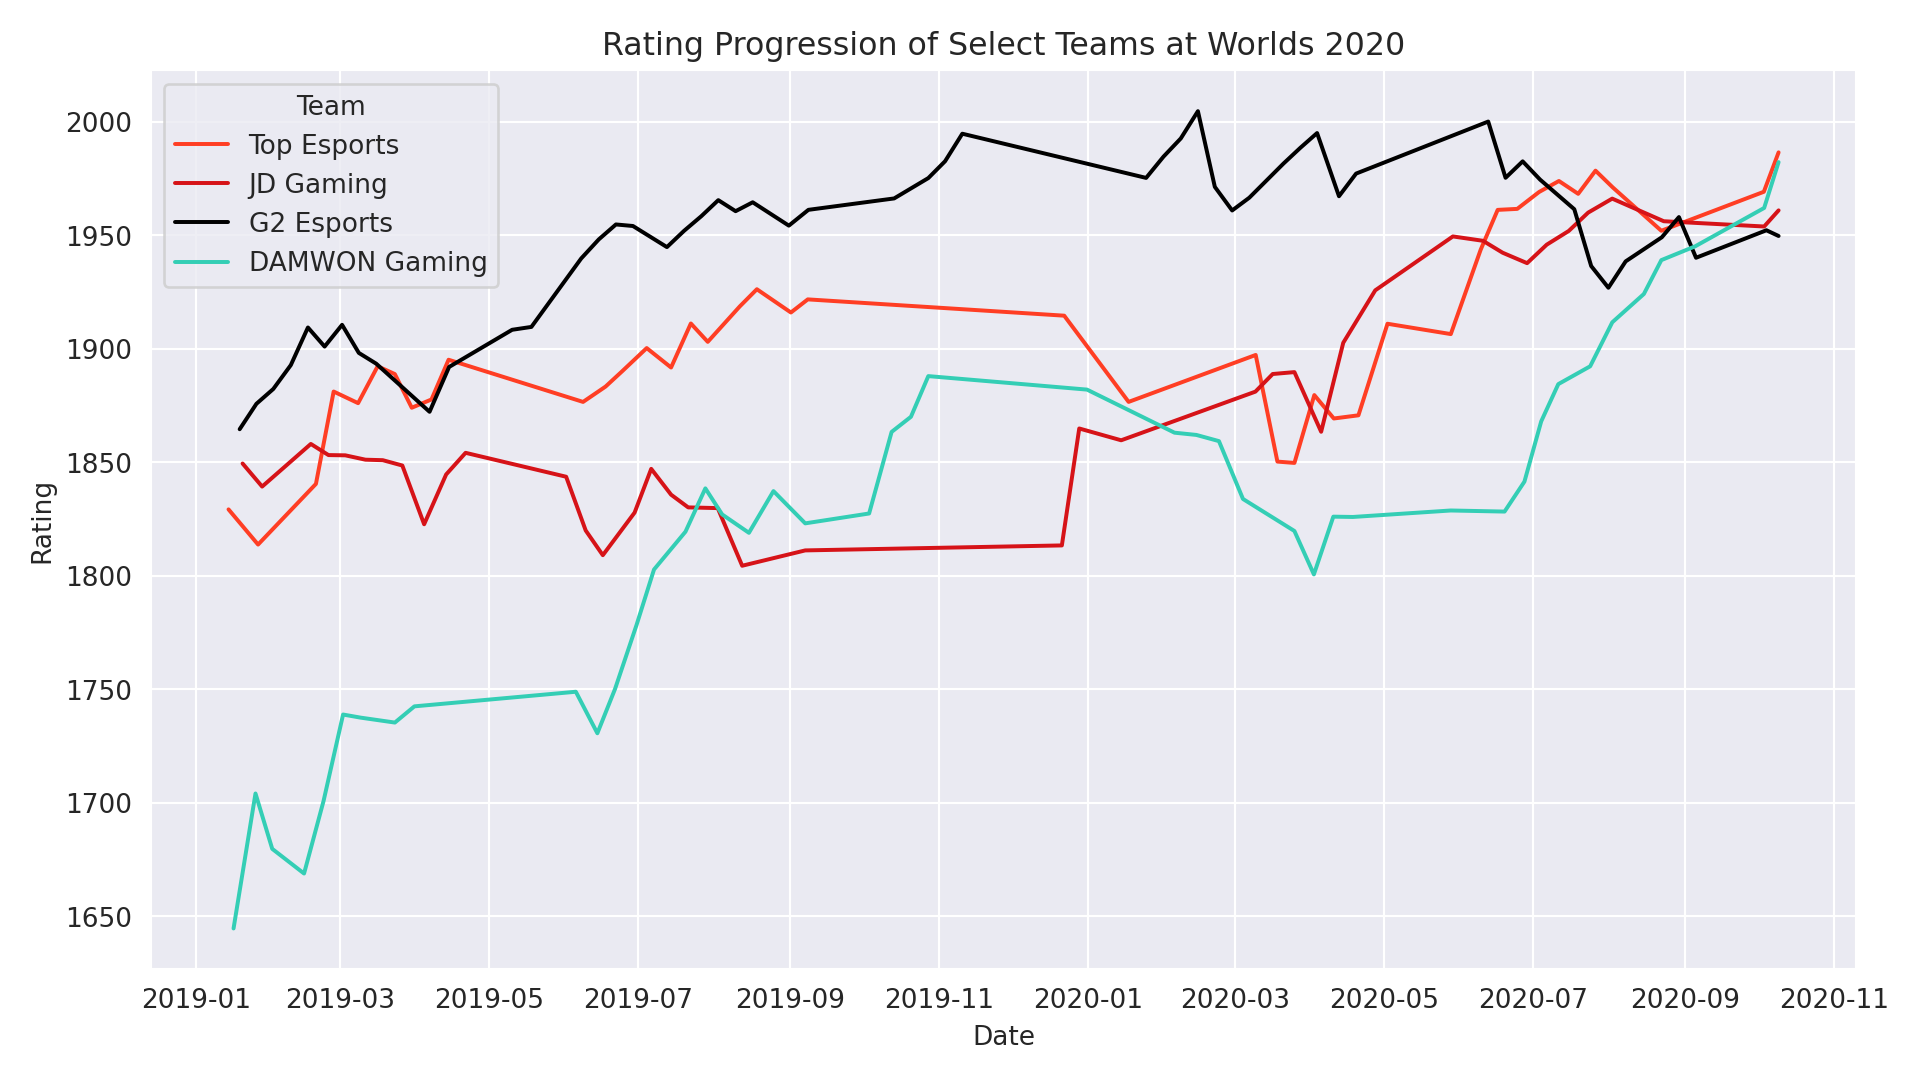 Rating Progression of Select Teams at Worlds 2020
Team
Top Esports
JD Gaming
G2 Esports
DAMWON Gaming
2000
1950
1900
1850
1800
1750
1700
1650
Rating
2019-01 2019-03 2019-05 2019-07 2019-09 2019-11 2020-01 2020-03 2020-05 2020-07 2020-09 2020-11
Date